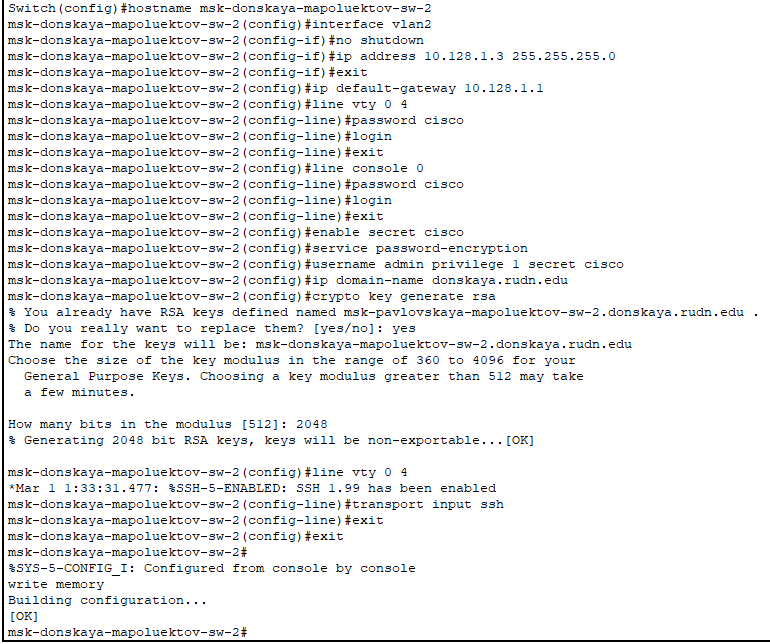 Switch(config)#hostname msk-donskaya-mapoluektov-sw-2
msk-donskaya-mapoluektov-sw-2(config)#interface vlan2
msk-donskaya-mapoluektov-sw-2(config-if)#no shutdown
msk-donskaya-mapoluektov-sw-2(config-if)#ip address 10.128.1.3 255.255.255.0
msk-donskaya-mapoluektov-sw-2(config-if)#exit
msk-donskaya-mapoluektov-sw-2(config)#ip default-gateway 10.128.1.1
msk-donskaya-mapoluektov-sw-2(config)#line vty 0 4
msk-donskaya-mapoluektov-sw-2(config-line)#password cisco
msk-donskaya-mapoluektov-sw-2(config-line)#login
msk-donskaya-mapoluektov-sw-2(config-line)#exit
msk-donskaya-mapoluektov-sw-2(config)#line console 0
msk-donskaya-mapoluektov-sw-2(config-line)#password cisco
msk-donskaya-mapoluektov-sw-2(config-line)#login
msk-donskaya-mapoluektov-sw-2(config-line)#exit
msk-donskaya-mapoluektov-sw-2(config)#enable secret cisco
msk-donskaya-mapoluektov-sw-2(config)#service password-encryption
msk-donskaya-mapoluektov-sw-2(config)#username admin privilege 1 secret cisco
msk-donskaya-mapoluektov-sw-2(config)#ip domain-name donskaya.rudn.edu
msk-donskaya-mapoluektov-sw-2(config)#crypto key generate rsa
% You already have RSA keys defined named msk-pavlovskaya-mapoluektov-sw-2.donskaya.rudn.edu .
% Do you really want to replace them? [yes/no]: yes
The name for the keys will be: msk-donskaya-mapoluektov-sw-2.donskaya.rudn.edu
Choose the size of the key modulus in the range of 360 to 4096 for your
General Purpose Keys. Choosing a key modulus greater than 512 may take
a few minutes.
How many bits in the modulus [512]: 2048
% Generating 2048 bit RSA keys, keys will be non-exportable...[OK]
msk-donskaya-mapoluektov-sw-2(config)#line vty 0 4
*Mar 1 1:33:31.477: %SSH-5-ENABLED: SSH 1.99 has been enabled
msk-donskaya-mapoluektov-sw-2(config-line)#transport input ssh
msk-donskaya-mapoluektov-sw-2(config-line)#exit
msk-donskaya-mapoluektov-sw-2(config)#exit
msk-donskaya-mapoluektov-sw-2#
%SYS-5-CONFIG_I: Configured from console by console
write memory
Building configuration...
[OK]
msk-donskaya-mapoluektov-sw-2#